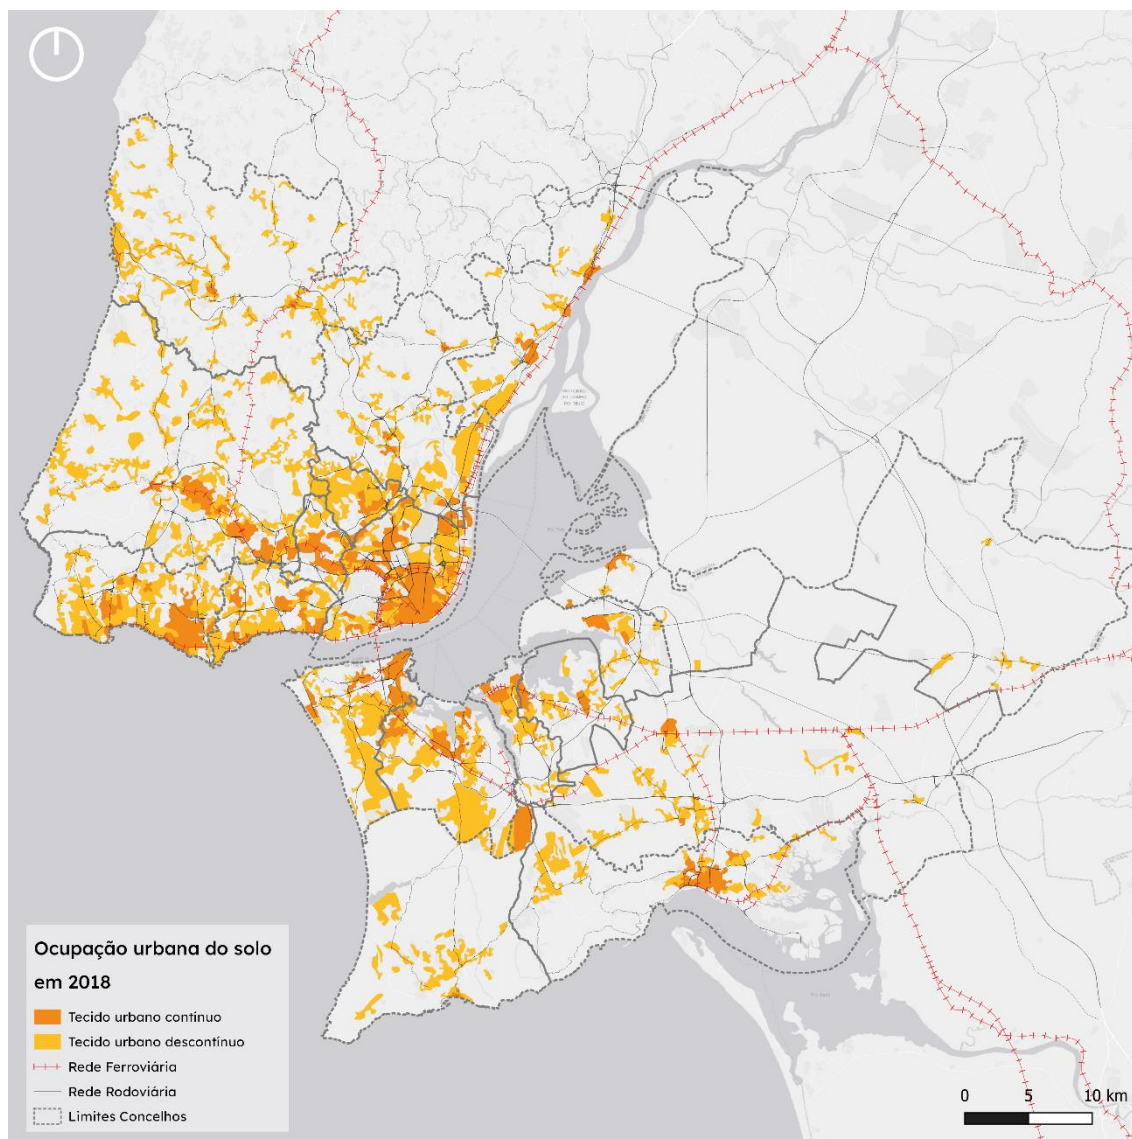 Ocupação urbana do solo
em 2018
Tecido urbano contínuo
Tecido urbano descontínuo
Rede Ferroviária
Rede Rodoviária
Limites Concelhos
0 5 10 km